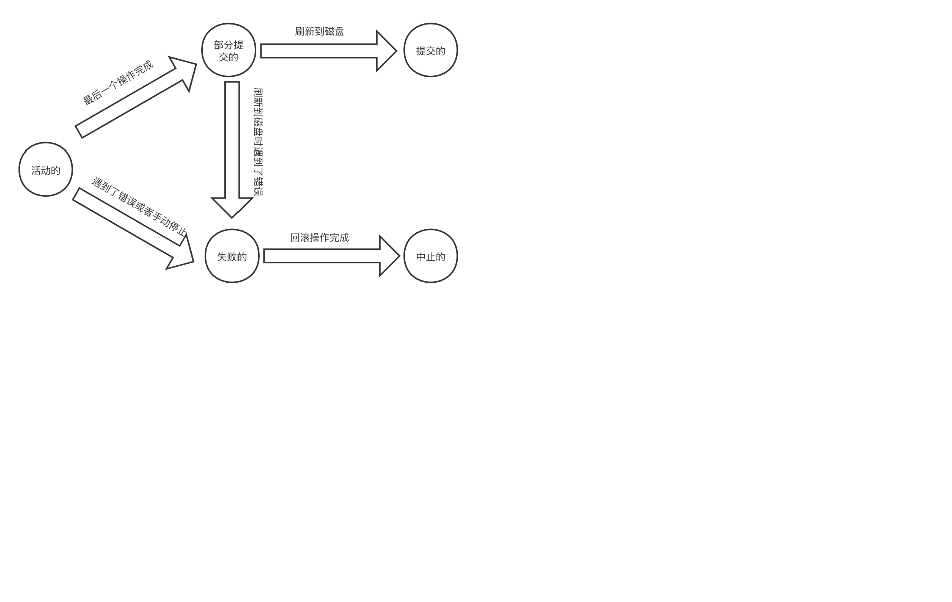 刷新到磁盘
部分提
交的
提交的
最后一个操作完成
刷新到磁盘时遇到了错误
活动的
遇到了错误或者手动停止
回滚操作完成
失败的
中止的